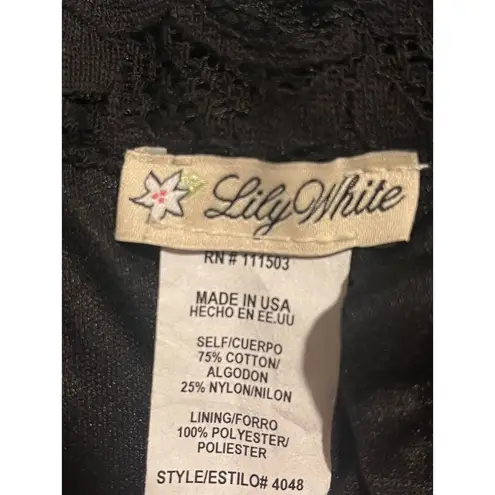 Lily White
RN # 111503
MADE IN USA
HECHO EN EE.UU
SELF/CUERPO
75% COTTON/
ALGODON
25% NYLON/NILON
LINING/FORRO
100% POLYESTER/
POLIESTER
STYLE/ESTILO# 4048